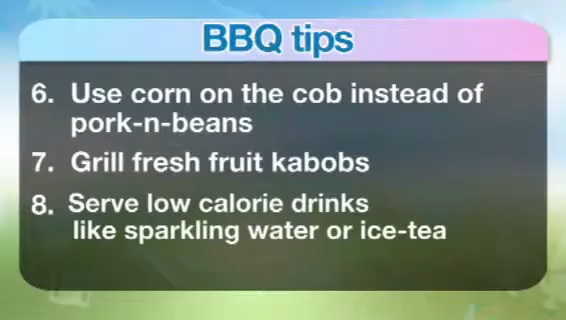 BBQ tips
6. Use corn on the cob instead of
pork-n-beans
7. Grill fresh fruit kabobs
8. Serve low calorie drinks
like sparkling water or ice-tea